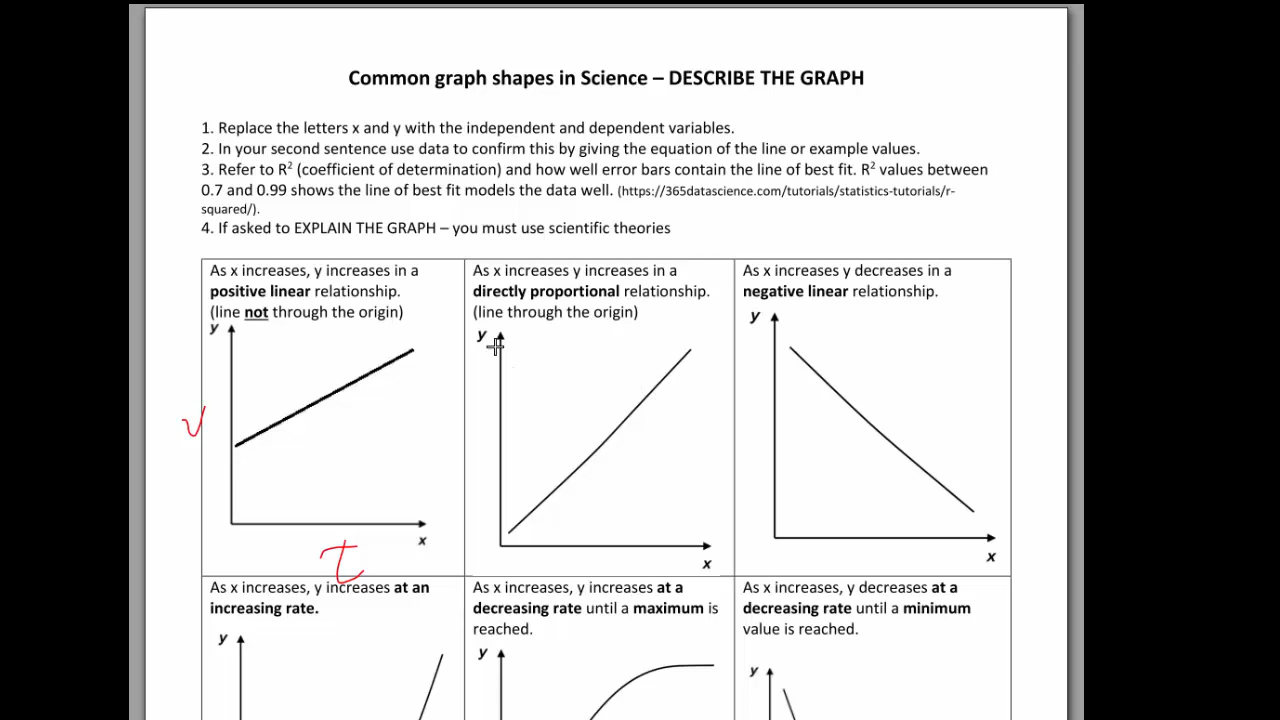 Common graph shapes in Science – DESCRIBE THE GRAPH
1. Replace the letters x and y with the independent and dependent variables.
2. In your second sentence use data to confirm this by giving the equation of the line or example values.
3. Refer to R² (coefficient of determination) and how well error bars contain the line of best fit. R² values between
0.7 and 0.99 shows the line of best fit models the data well. (https://365datascience.com/tutorials/statistics-tutorials/r-
squared/).
4. If asked to EXPLAIN THE GRAPH – you must use scientific theories
As x increases, y increases in a
positive linear relationship.
(line not through the origin)
y
v
x
t
As x increases y increases in a
directly proportional relationship.
(line through the origin)
y
x
As x increases y decreases in a
negative linear relationship.
y
x
As x increases, y increases at an
increasing rate.
y
As x increases, y increases at a
decreasing rate until a maximum is
reached.
y
As x increases, y decreases at a
decreasing rate until a minimum
value is reached.
y